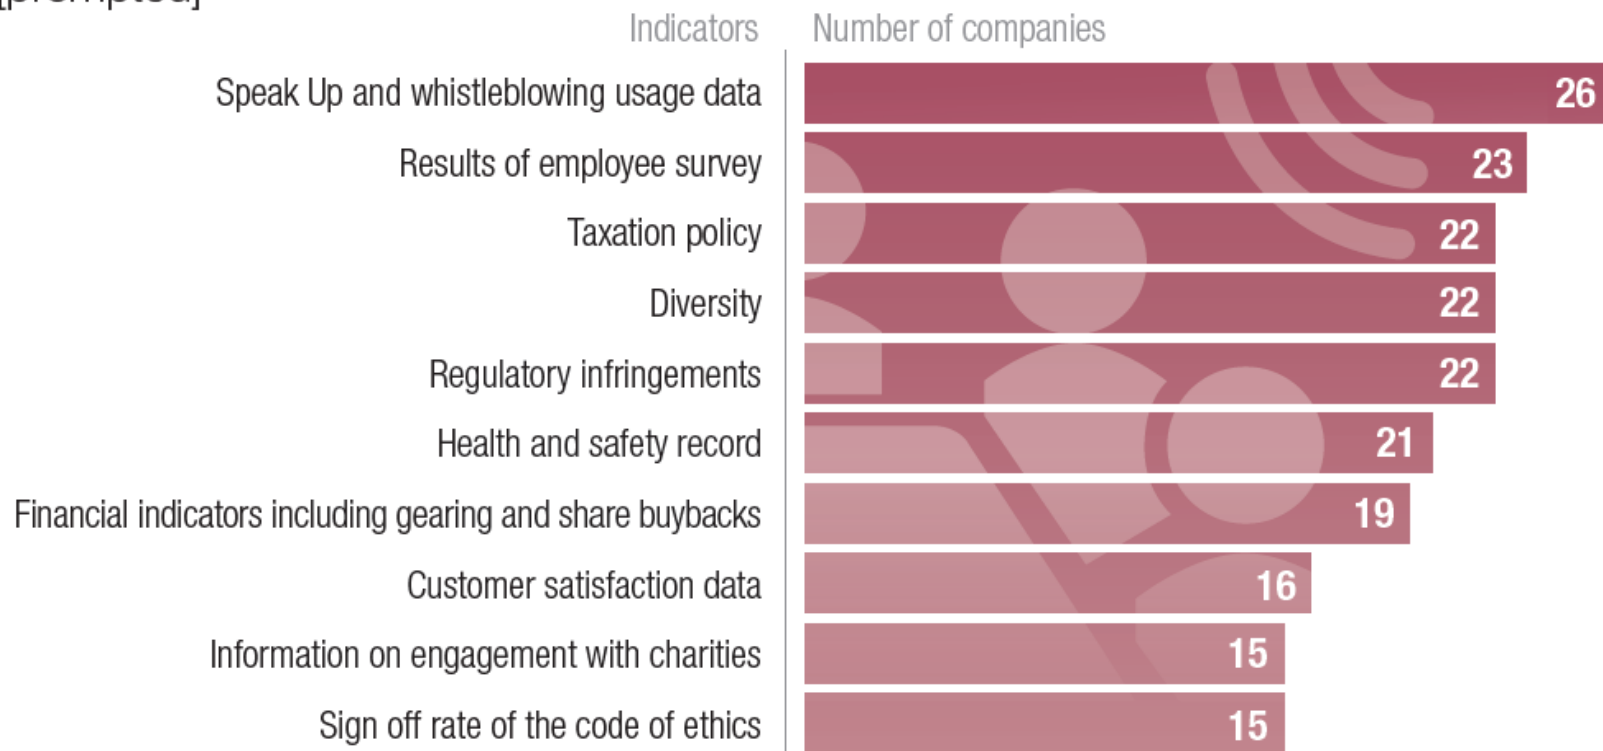 [prompted]
Indicators Number of companies
Speak Up and whistleblowing usage data 26
Results of employee survey 23
Taxation policy 22
Diversity 22
Regulatory infringements 22
Health and safety record 21
Financial indicators including gearing and share buybacks 19
Customer satisfaction data 16
Information on engagement with charities 15
Sign off rate of the code of ethics 15